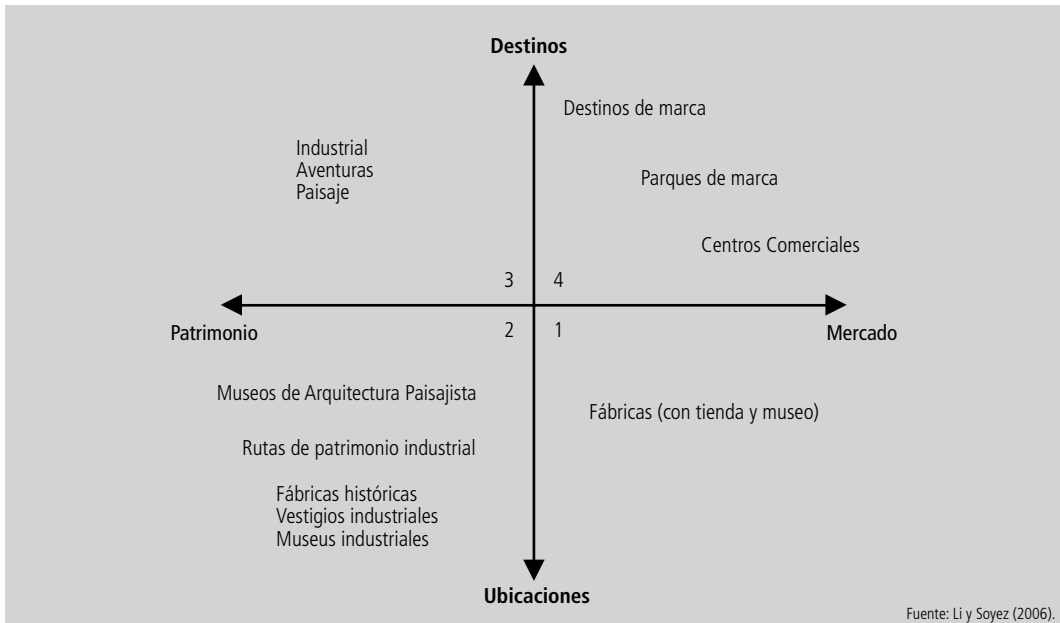 Destinos
Destinos de marca
Industrial
Aventuras
Paisaje
Parques de marca
Centros Comerciales
3 4
Patrimonio
Mercado
2 1
Museos de Arquitectura Paisajista
Fábricas (con tienda y museo)
Rutas de patrimonio industrial
Fábricas históricas
Vestigios industriales
Museus industriales
Ubicaciones
Fuente: Li y Soyez (2006).